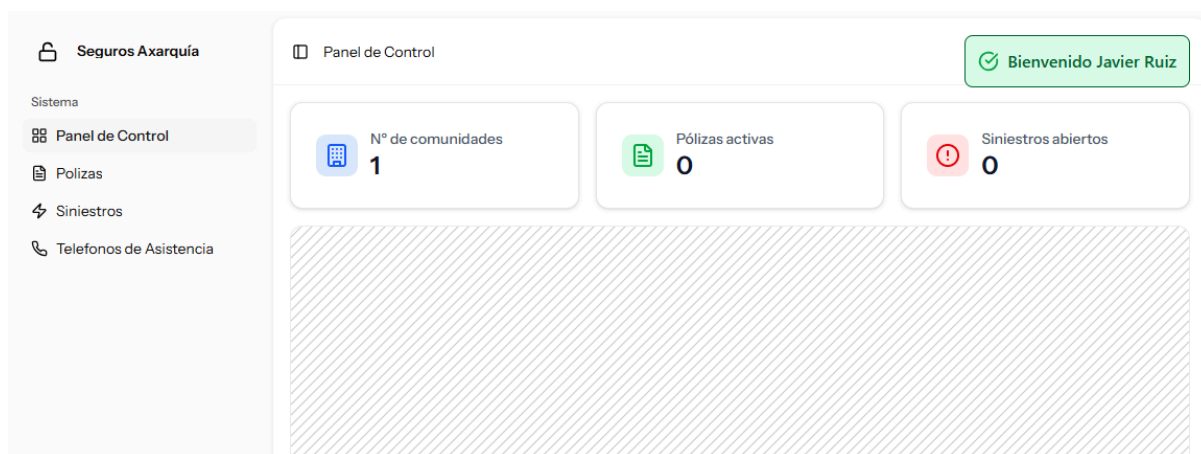 Seguros Axarquía
Panel de Control
Bienvenido Javier Ruiz
Sistema
Panel de Control
Polizas
Siniestros
Telefonos de Asistencia
Nº de comunidades
1
Pólizas activas
0
Siniestros abiertos
0